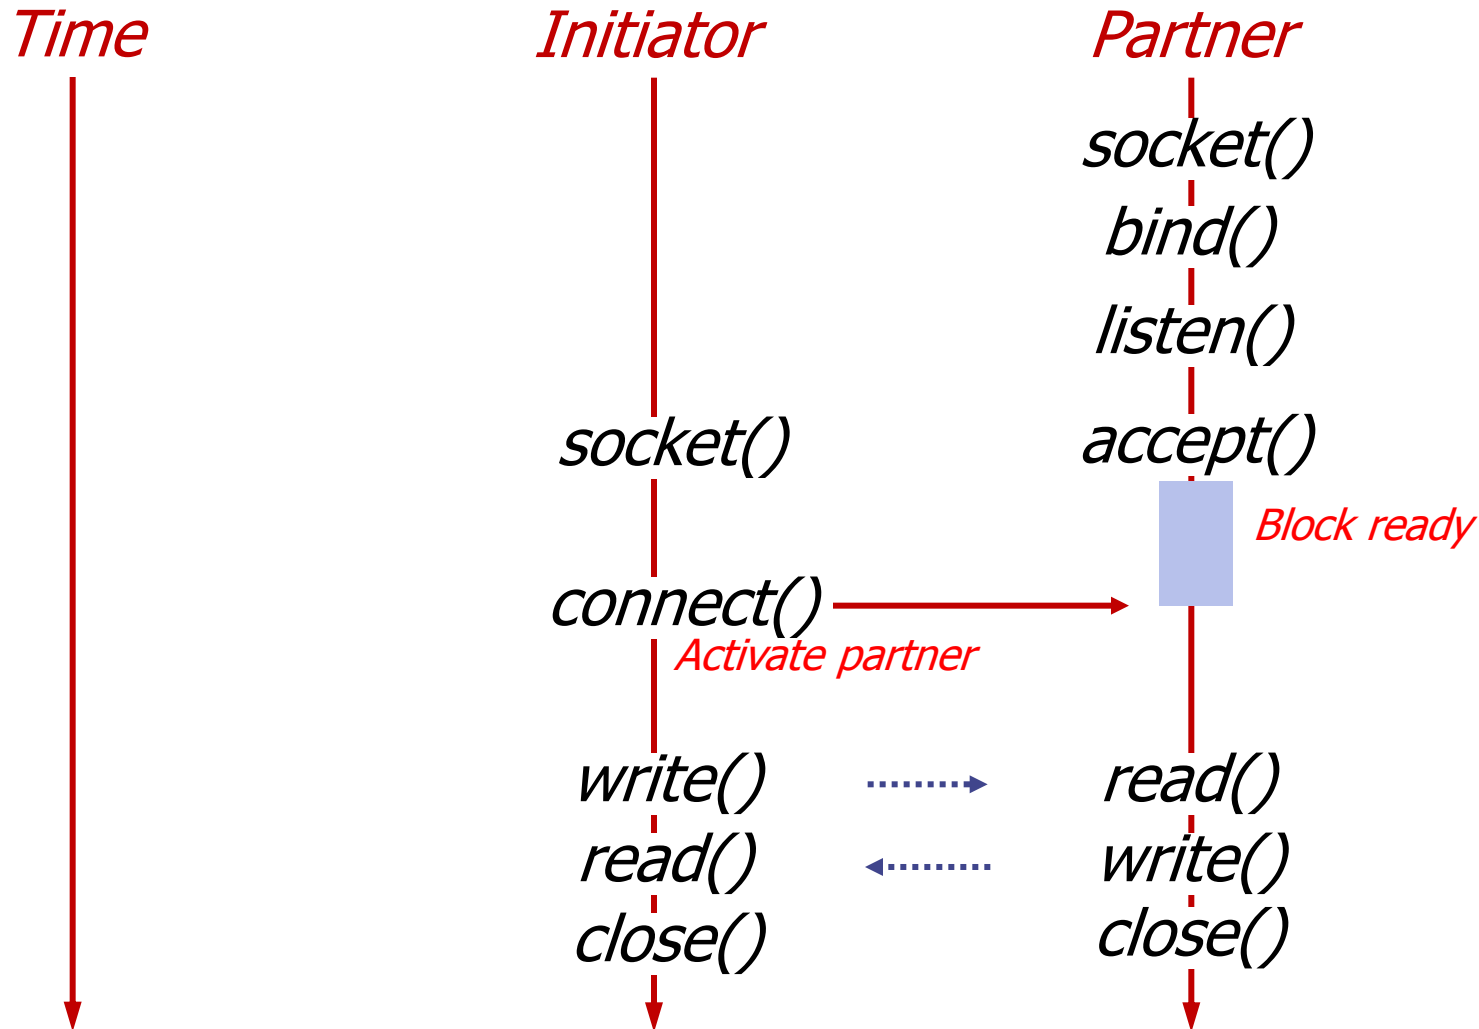 Time Initiator Partner
socket()
bind()
listen()
socket() accept()
Block ready
connect()
Activate partner
write() read()
read() write()
close() close()